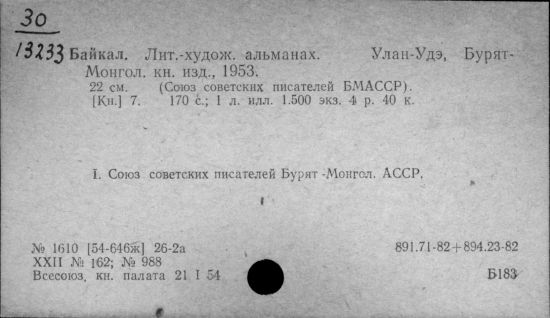 30
13233
Байкал. Лит.-худож. альманах. Улан-Удэ, Бурят-
Монгол. кн. изд., 1953.
22 см. (Союз советских писателей БМАССР).
[Кн.] 7. 170 с.; 1 л. илл. 1.500 экз. 4 р. 40 к.
I. Союз советских писателей Бурят-Монгол. АССР.
№ 1610 [54-646ж] 26-2а 891.71-82+894.23-82
XXII № 162; № 988
Всесоюз. кн. палата 21 I 54 Б183